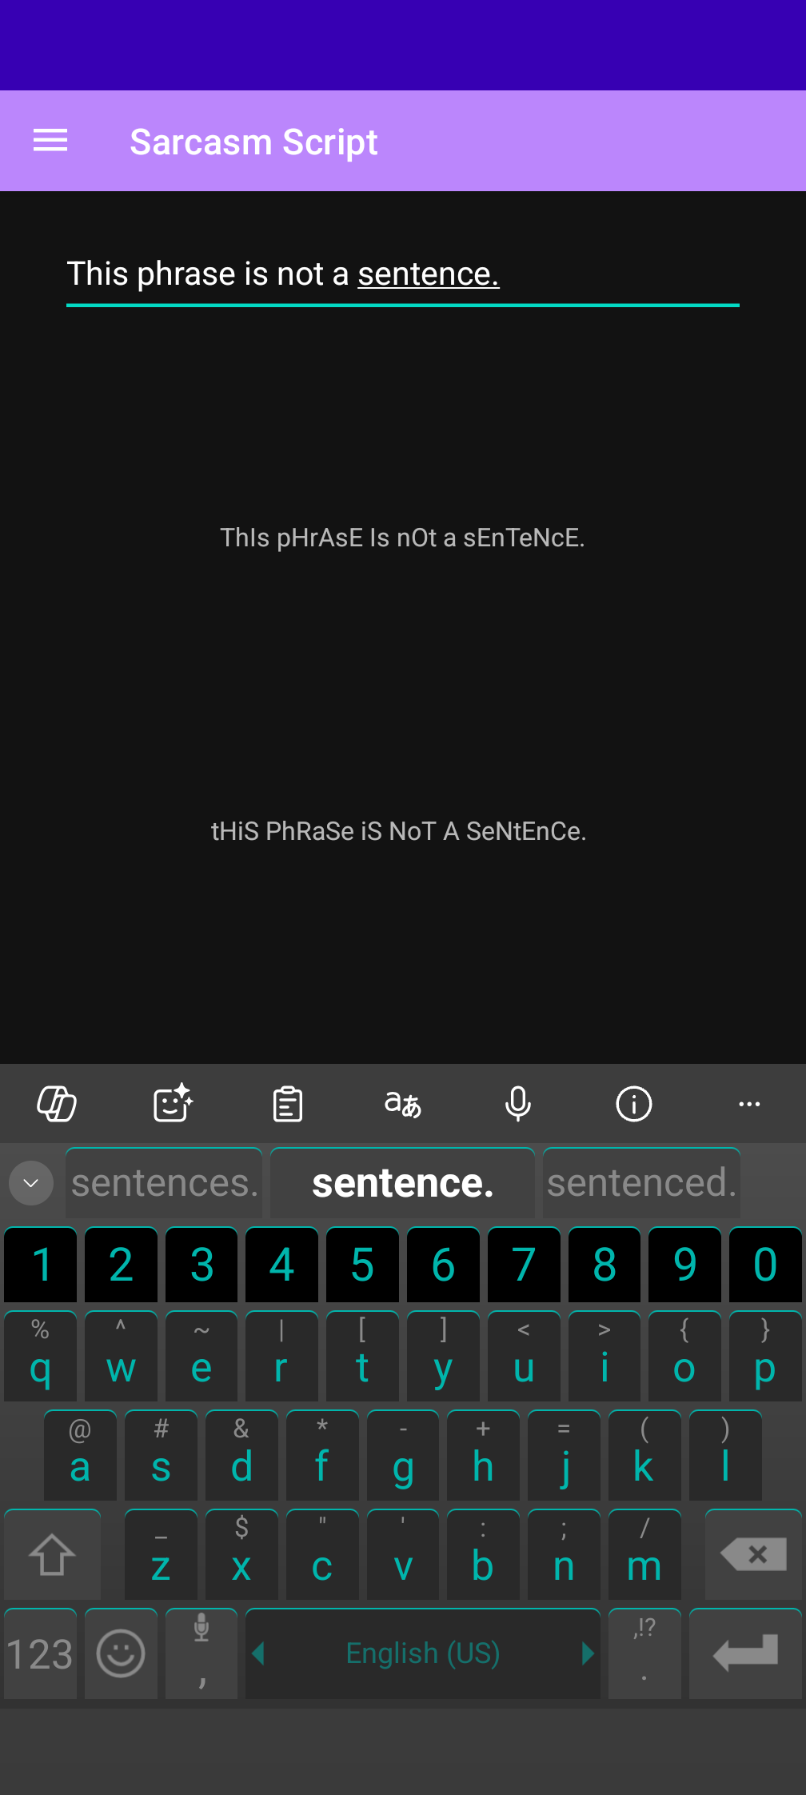 Sarcasm Script
This phrase is not a sentence.
ThIs pHrAsE Is nOt a sEnTeNcE.
tHiS PhRaSe iS NoT A SeNtEnCe.
aあ
sentences. sentence. sentenced.
1 2 3 4 5 6 7 8 9 0
% ^ ~ | [ ] < > { }
q w e r t y u i o p
@ # & * - + = ( )
a s d f g h j k l
_ $ " ' : ; /
z x c v b n m
,!?
123 , English (US) .